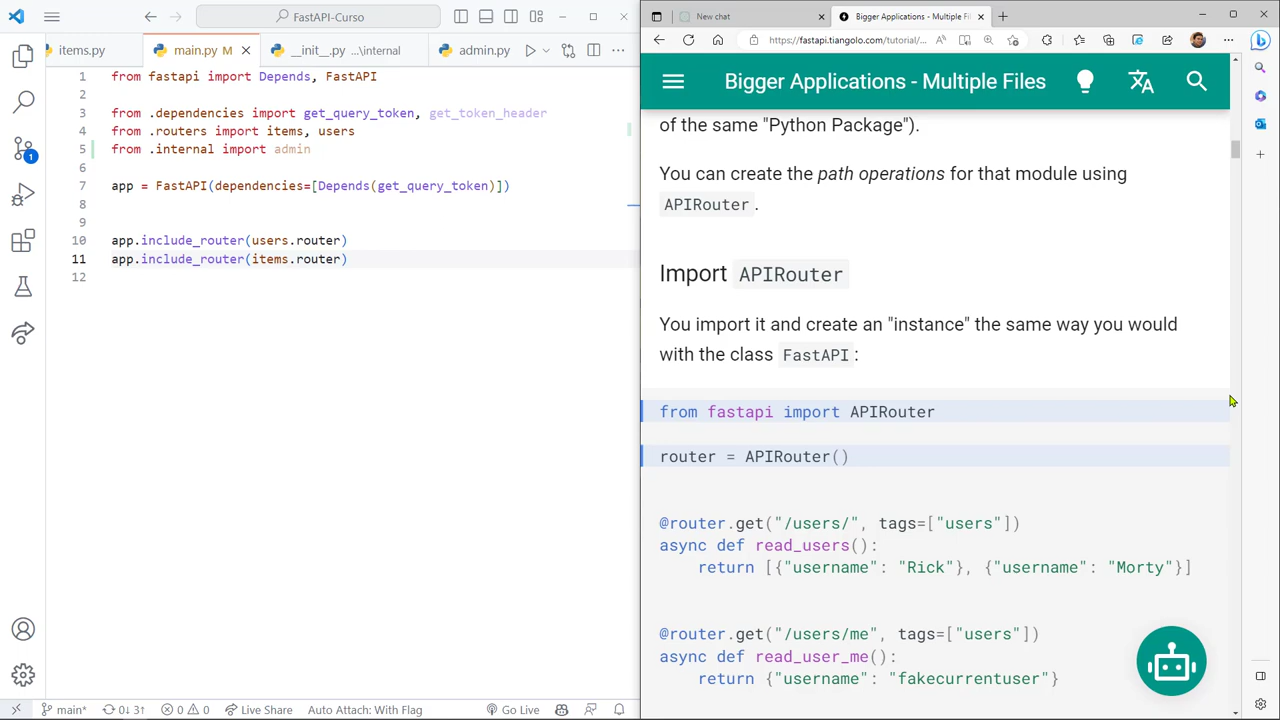 FastAPI-Curso
items.py
main.py M
__init__.py ...\internal
admin.py
1 from fastapi import Depends, FastAPI
2
3 from .dependencies import get_query_token, get_token_header
4 from .routers import items, users
5 from .internal import admin
6
7 app = FastAPI(dependencies=[Depends(get_query_token)])
8
9
10 app.include_router(users.router)
11 app.include_router(items.router)
12
1
main*
0↓ 3↑
0
0
Live Share
Auto Attach: With Flag
Go Live
New chat
Bigger Applications - Multiple Fi
https://fastapi.tiangolo.com/tutorial/...
Bigger Applications - Multiple Files
of the same "Python Package").
You can create the path operations for that module using
APIRouter.
Import APIRouter
You import it and create an "instance" the same way you would
with the class FastAPI:
from fastapi import APIRouter
router = APIRouter()
@router.get("/users/", tags=["users"])
async def read_users():
return [{"username": "Rick"}, {"username": "Morty"}]
@router.get("/users/me", tags=["users"])
async def read_user_me():
return {"username": "fakecurrentuser"}